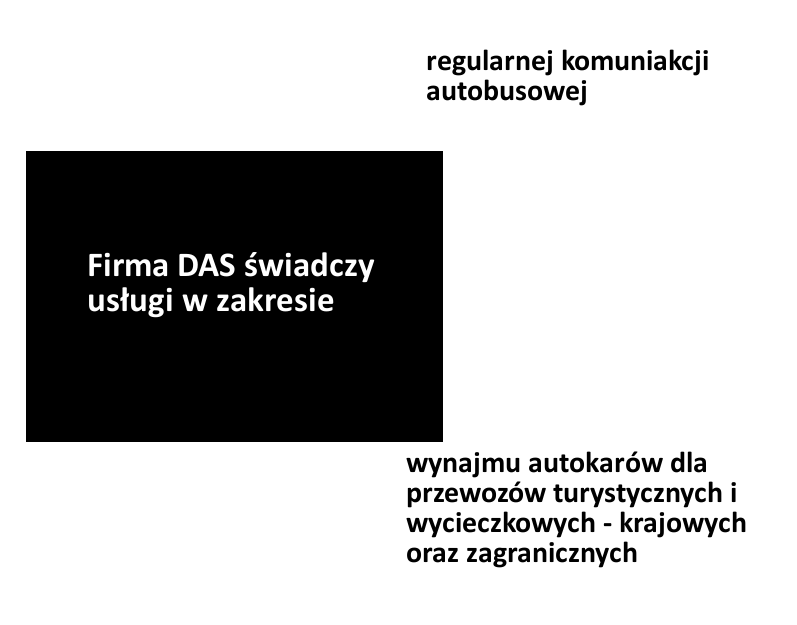 regularnej komuniakcji
autobusowej
Firma DAS świadczy
usługi w zakresie
wynajmu autokarów dla
przewozów turystycznych i
wycieczkowych - krajowych
oraz zagranicznych